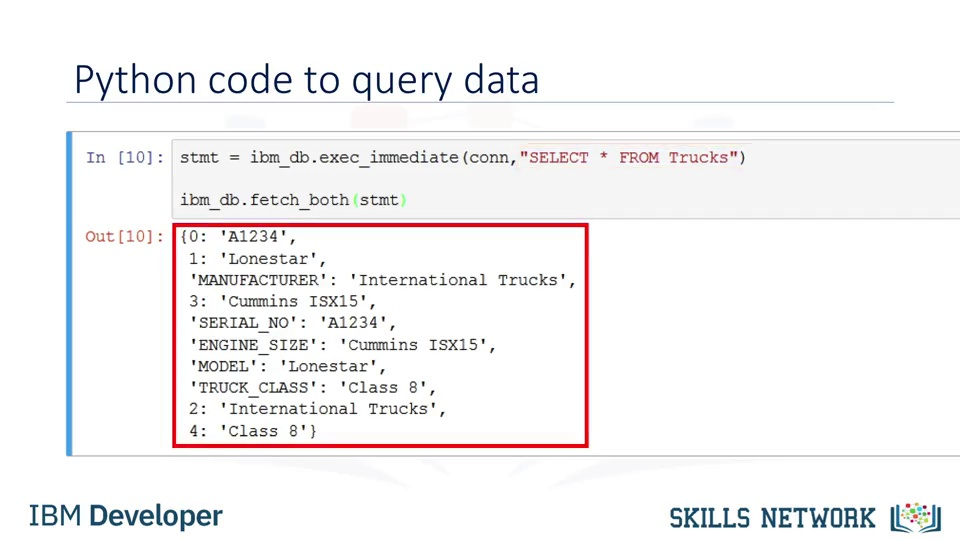 Python code to query data
In [10]: stmt = ibm_db.exec_immediate(conn,"SELECT * FROM Trucks")
ibm_db.fetch_both(stmt)
Out[10]: {0: 'A1234',
1: 'Lonestar',
'MANUFACTURER': 'International Trucks',
3: 'Cummins ISX15',
'SERIAL_NO': 'A1234',
'ENGINE_SIZE': 'Cummins ISX15',
'MODEL': 'Lonestar',
'TRUCK_CLASS': 'Class 8',
2: 'International Trucks',
4: 'Class 8'}
IBM Developer
SKILLS NETWORK